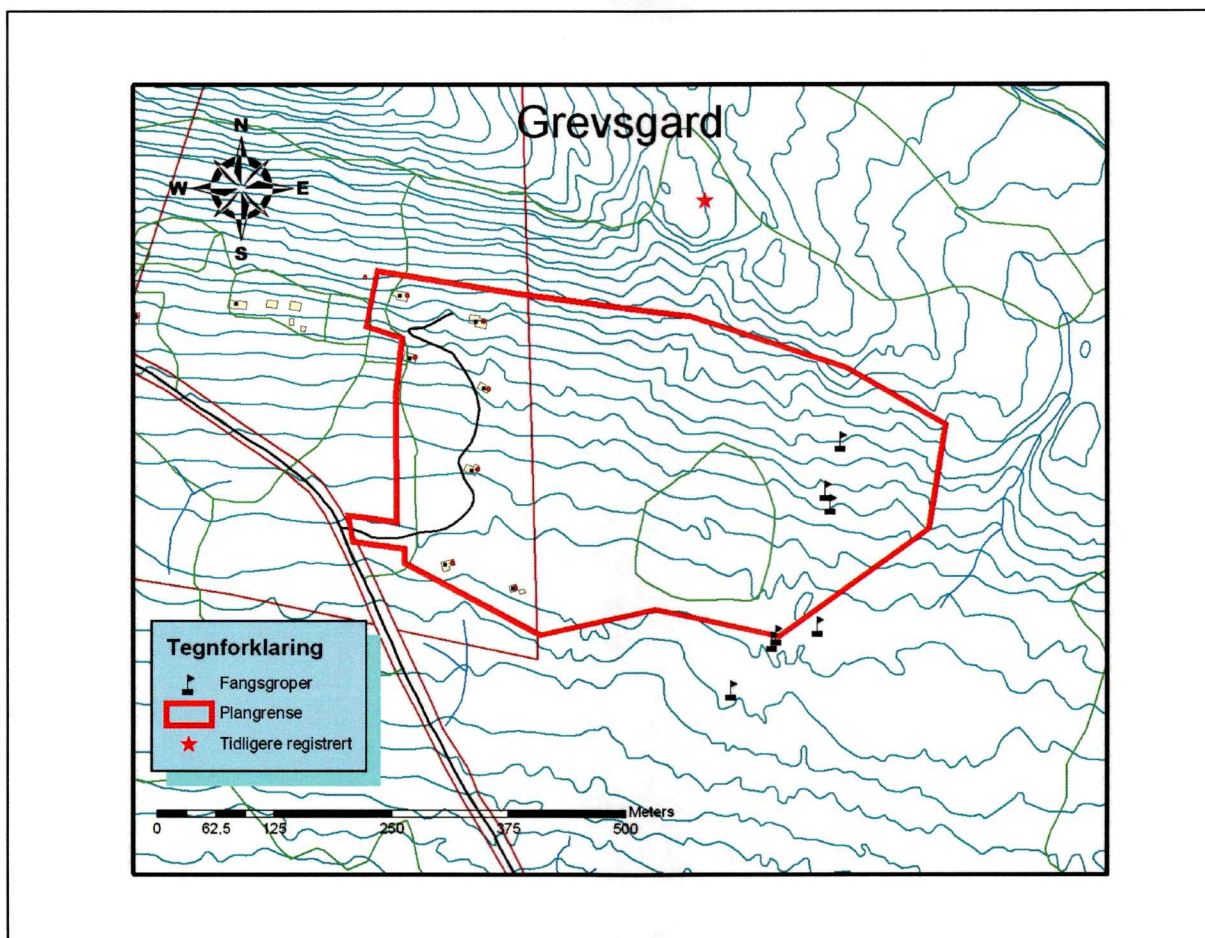 Grevsgard
N
W
E
S
Tegnforklaring
Fangsgroper
Plangrense
Tidligere registrert
Meters
0 62.5 125 250 375 500